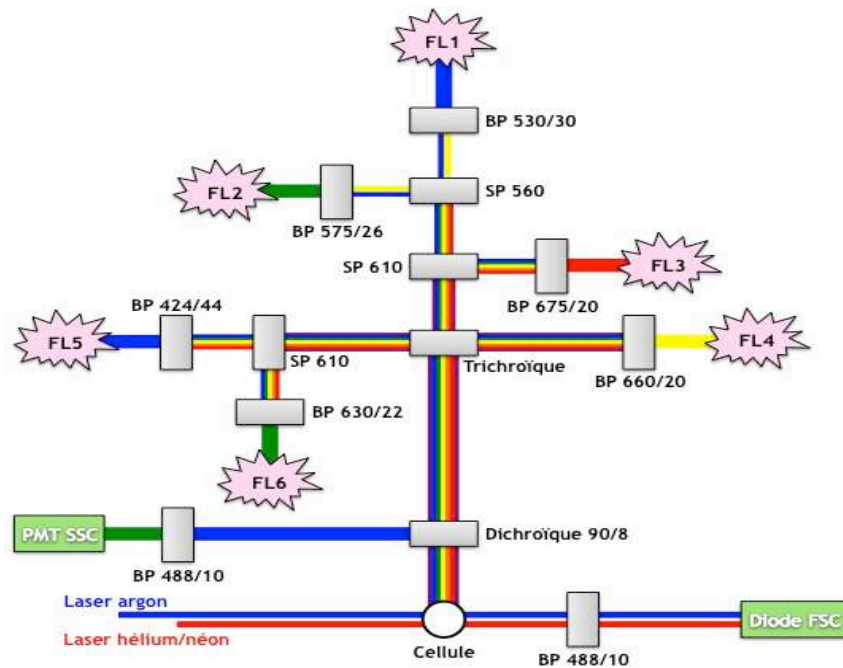 FL1
BP 530/30
FL2
SP 560
BP 575/26
SP 610
FL3
BP 424/44
BP 675/20
FL5
SP 610
Trichroïque
FL4
BP 660/20
BP 630/22
FL6
PMT SSC
Dichroïque 90/8
BP 488/10
Laser argon
Diode FSC
Laser hélium/néon
Cellule
BP 488/10